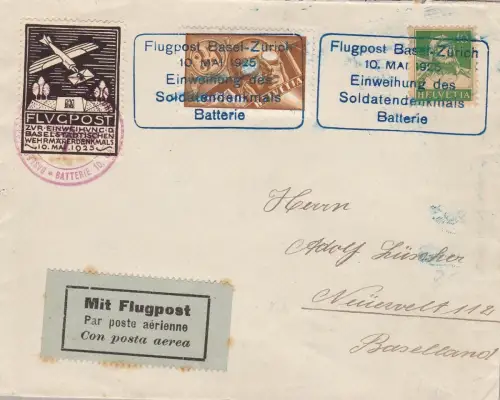 FLUGPOST
ZUR EINWEIHUNG D.
BASELSTÄDTISCHEN
WEHRMÄNNERDENKMALS
10. MAI. 1925
BATTERIE 10.
Flugpost Basel-Zürich
10. MAI 1925
Einweihung des
Soldatendenkmals
Batterie
Flugpost Basel-Zürich
10. MAI 1925
Einweihung des
Soldatendenkmals
Batterie
HELVETIA
Herrn
Adolf Lüscher
Neuewelt 112
Baselland
Mit Flugpost
Par poste aérienne
Con posta aerea